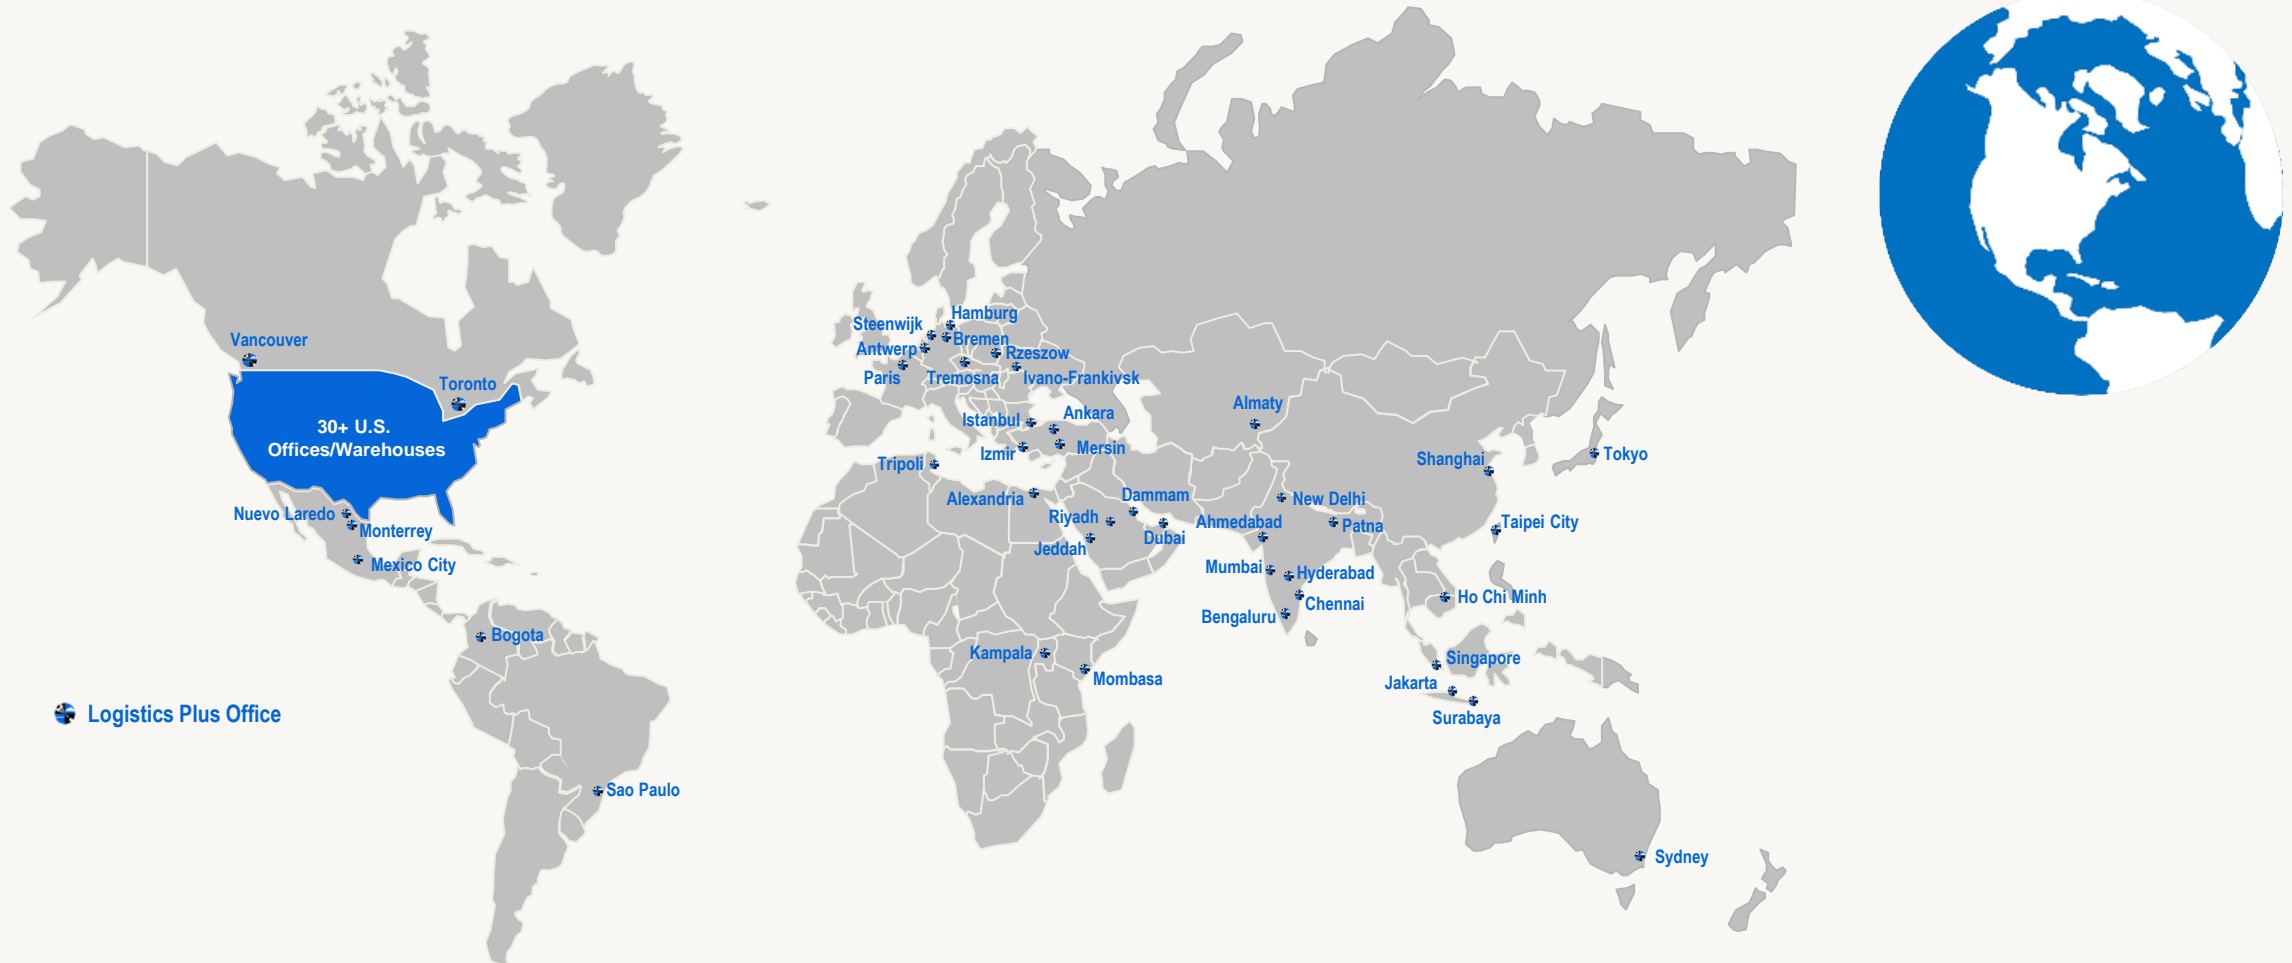 Hamburg
Steenwijk
Bremen
Antwerp
Rzeszow
Paris
Tremosna
Ivano-Frankivsk
Vancouver
Toronto
30+ U.S.
Offices/Warehouses
Istanbul
Ankara
Izmir
Mersin
Almaty
Tripoli
Shanghai
Tokyo
Alexandria
Dammam
New Delhi
Nuevo Laredo
Monterrey
Riyadh
Ahmedabad
Patna
Taipei City
Jeddah
Dubai
Mexico City
Mumbai
Hyderabad
Ho Chi Minh
Chennai
Bengaluru
Bogota
Kampala
Mombasa
Singapore
Jakarta
Surabaya
Logistics Plus Office
Sao Paulo
Sydney